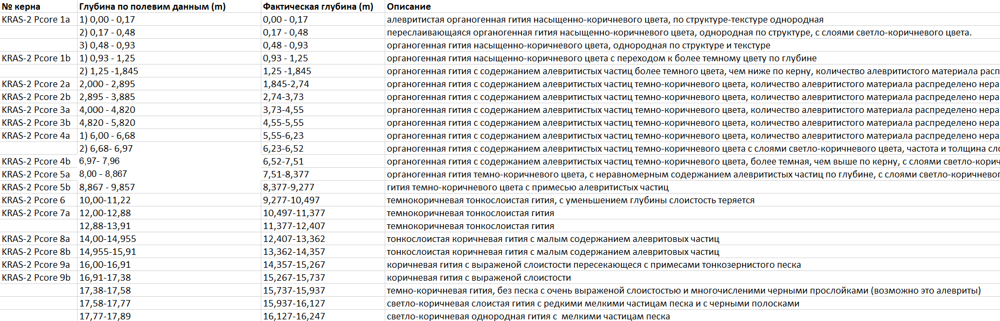 № керна Глубина по полевим данным (m) Фактическая глубина (m) Описание
KRAS-2 Pcore 1a 1) 0,00 - 0,17 0,00 - 0,17 алевритистая органогенная гития насыщенно-коричневого цвета, по структуре-текстуре однородная
2) 0,17 - 0,48 0,17 - 0,48 переслаивающаяся органогенная гития насыщенно-коричневого цвета, однородная по структуре, с слоями светло-коричневого цвета.
3) 0,48 - 0,93 0,48 - 0,93 органогенная гития насыщенно-коричневого цвета, однородная по структуре и текстуре
KRAS-2 Pcore 1b 1) 0,93 - 1,25 0,93 - 1,25 органогенная гития насыщенно-коричневого цвета с переходом к более темному цвету по глубине
2) 1,25 -1,845 1,25 -1,845 органогенная гития с содержанием алевритистых частиц более темного цвета, чем ниже по керну, количество алевритистого материала расп
KRAS-2 Pcore 2a 2,000 - 2,895 1,845-2,74 органогенная гития с содержанием алевритистых частиц темно-коричневого цвета, количество алевритистого материала распределено нера
KRAS-2 Pcore 2b 2,895 - 3,885 2,74-3,73 органогенная гития с содержанием алевритистых частиц темно-коричневого цвета, количество алевритистого материала распределено нера
KRAS-2 Pcore 3a 4,000 - 4,820 3,73-4,55 органогенная гития с содержанием алевритистых частиц темно-коричневого цвета, количество алевритистого материала распределено нера
KRAS-2 Pcore 3b 4,820 - 5,820 4,55-5,55 органогенная гития с содержанием алевритистых частиц темно-коричневого цвета, количество алевритистого материала распределено нера
KRAS-2 Pcore 4a 1) 6,00 - 6,68 5,55-6,23 органогенная гития с содержанием алевритистых частиц темно-коричневого цвета, количество алевритистого материала распределено нера
2) 6,68- 6,97 6,23-6,52 органогенная гития с содержанием алевритистых частиц темно-коричневого цвета с слоями светло-коричневого цвета, частота и толщина сло
KRAS-2 Pcore 4b 6,97- 7,96 6,52-7,51 органогенная гития с содержанием алевритистых частиц темно-коричневого цвета, более темная, чем выше по керну, с слоями светло-корич
KRAS-2 Pcore 5a 8,00 - 8,867 7,51-8,377 органогенная гития темно-коричневого цвета, с неравномерным содержанием алевритистых частиц по глубине, с слоями светло-коричневог
KRAS-2 Pcore 5b 8,867 - 9,857 8,377-9,277 гития темно-коричневого цвета с примесью алевритистых частиц
KRAS-2 Pcore 6 10,00-11,22 9,277-10,497 темнокоричневая тонкослоистая гития, с уменьшением глубины слоистость теряется
KRAS-2 Pcore 7a 12,00-12,88 10,497-11,377 темнокоричневая тонкослоистая гития
12,88-13,91 11,377-12,407 темнокоричневая тонкослоистая гития
KRAS-2 Pcore 8a 14,00-14,955 12,407-13,362 тонкослоистая коричневая гития с малым содержанием алевритовых частиц
KRAS-2 Pcore 8b 14,955-15,91 13,362-14,357 тонкослоистая коричневая гития с малым содержанием алевритовых частиц
KRAS-2 Pcore 9a 16,00-16,91 14,357-15,267 коричневая гития с выраженой слоистости пересекающеся с примесами тонкозернистого песка
KRAS-2 Pcore 9b 16,91-17,38 15,267-15,737 коричневая гития с выраженой слоистости
17,38-17,58 15,737-15,937 темно-коричневая гития, без песка с очень выраженой слоистостью и многочисленими черными прослойками (возможно это алевриты)
17,58-17,77 15,937-16,127 светло-коричневая слоистая гития с редкими мелкими частицам песка и с черными полосками
17,77-17,89 16,127-16,247 светло-коричневая однородная гития с  мелкими частицам песка